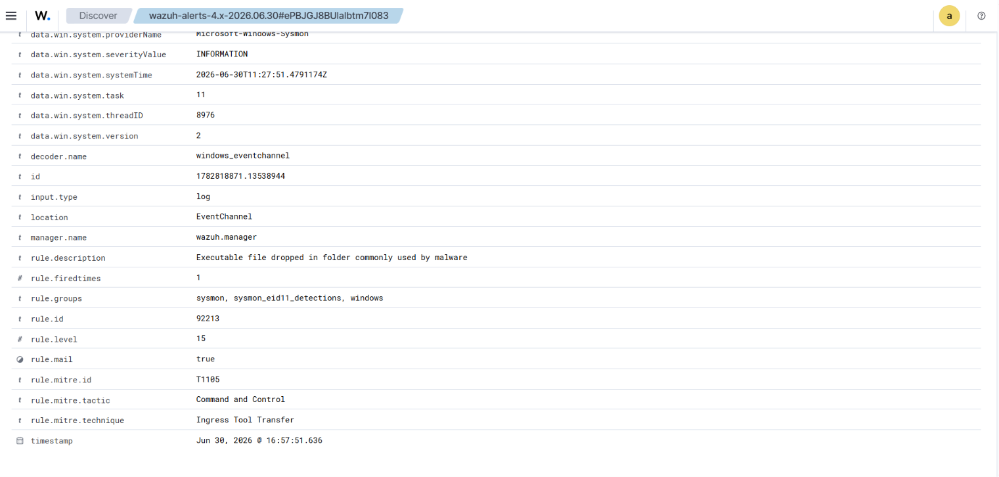 W. Discover wazuh-alerts-4.x-2026.06.30#ePBJGJ8BUlalbtm7l083 a
t data.win.system.providerName Microsoft-Windows-Sysmon
t data.win.system.severityValue INFORMATION
t data.win.system.systemTime 2026-06-30T11:27:51.4791174Z
t data.win.system.task 11
t data.win.system.threadID 8976
t data.win.system.version 2
t decoder.name windows_eventchannel
t id 1782818871.13538944
t input.type log
t location EventChannel
t manager.name wazuh.manager
t rule.description Executable file dropped in folder commonly used by malware
# rule.firedtimes 1
t rule.groups sysmon, sysmon_eid11_detections, windows
t rule.id 92213
# rule.level 15
rule.mail true
t rule.mitre.id T1105
t rule.mitre.tactic Command and Control
t rule.mitre.technique Ingress Tool Transfer
timestamp Jun 30, 2026 @ 16:57:51.636